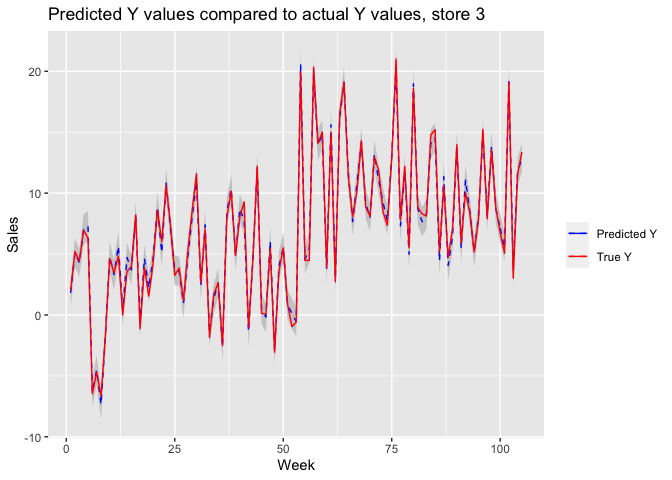 Predicted Y values compared to actual Y values, store 3
20
10
0
-10
Sales
0
25
50
75
100
Week
Predicted Y
True Y